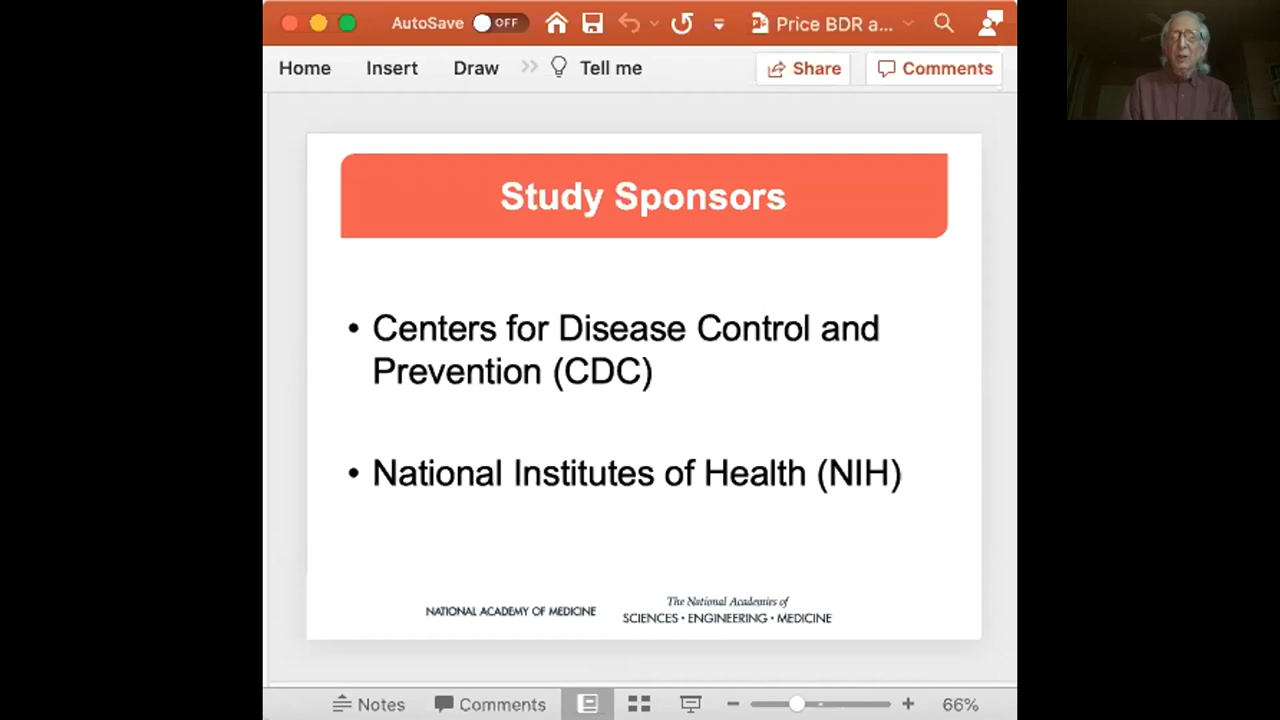 AutoSave OFF Price BDR a...
Home Insert Draw Tell me Share Comments
Study Sponsors
• Centers for Disease Control and
Prevention (CDC)
• National Institutes of Health (NIH)
NATIONAL ACADEMY OF MEDICINE
The National Academies of
SCIENCES • ENGINEERING • MEDICINE
Notes Comments 66%